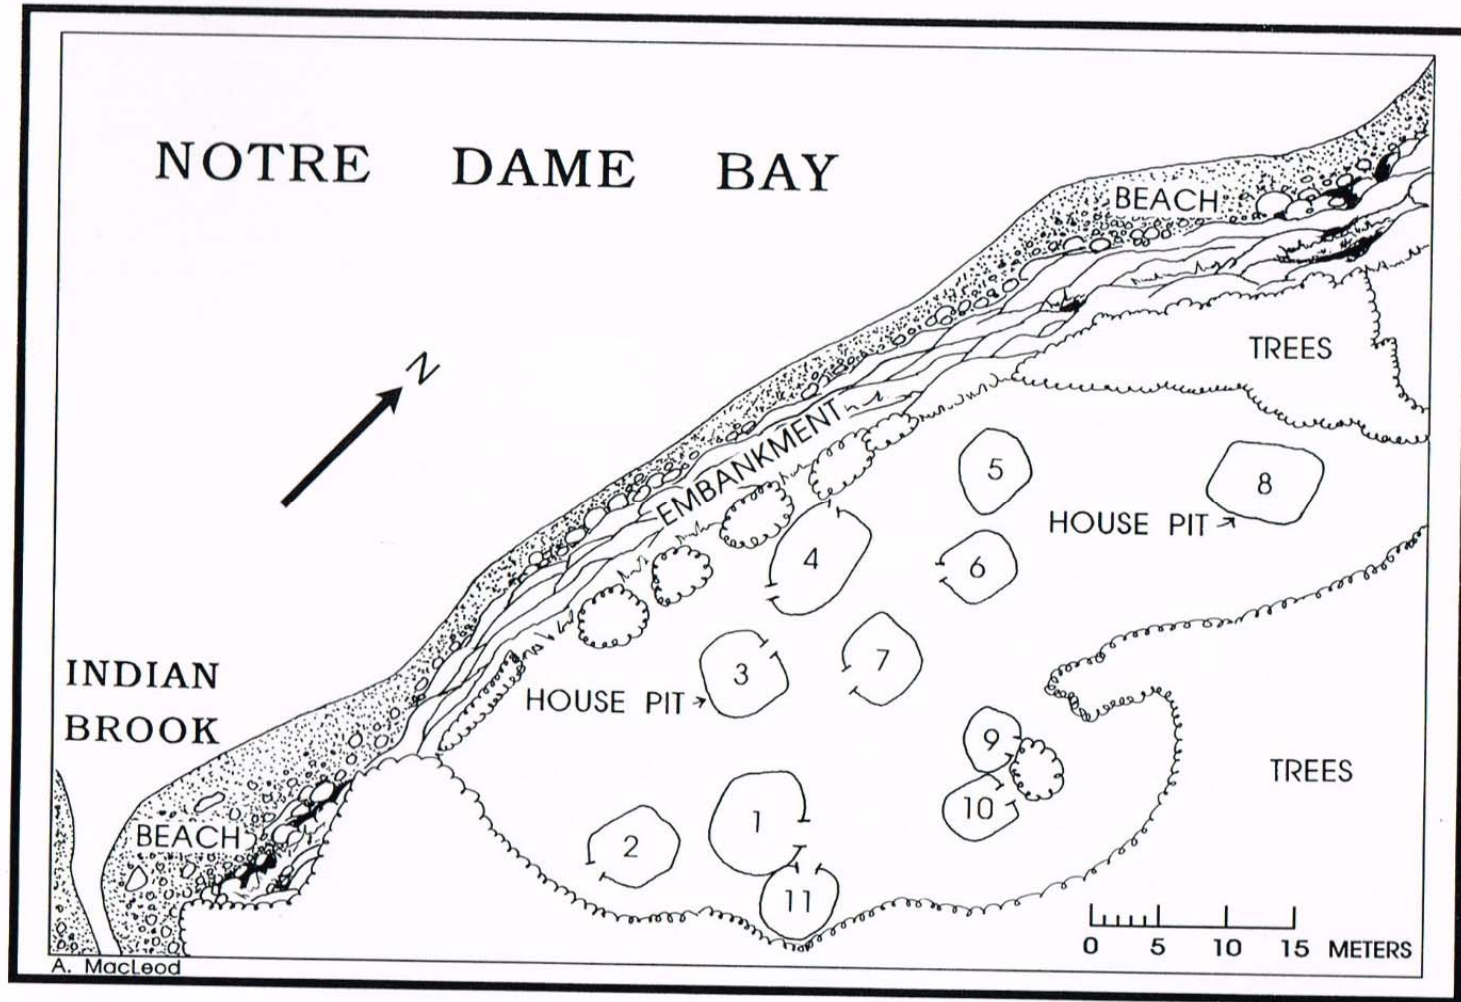 NOTRE DAME BAY
BEACH
N
TREES
EMBANKMENT
5
8
HOUSE PIT
4
6
INDIAN
BROOK
3
7
HOUSE PIT
9
TREES
10
1
2
BEACH
11
0 5 10 15 METERS
A. MacLeod